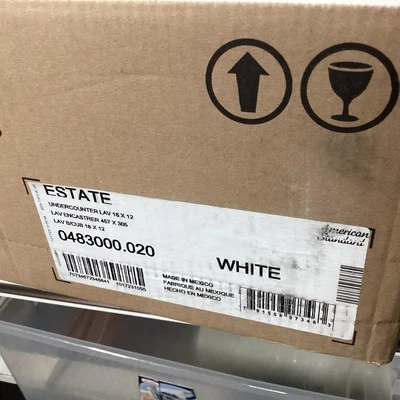 ESTATE
UNDERCOUNTER LAV 18 X 12
LAV ENCASTRER 457 X 305
LAV B/CUB 18 X 12
American
Standard
0483000.020
WHITE
MADE IN MEXICO
FABRIQUE AU MEXIQUE
HECHO EN MEXICO